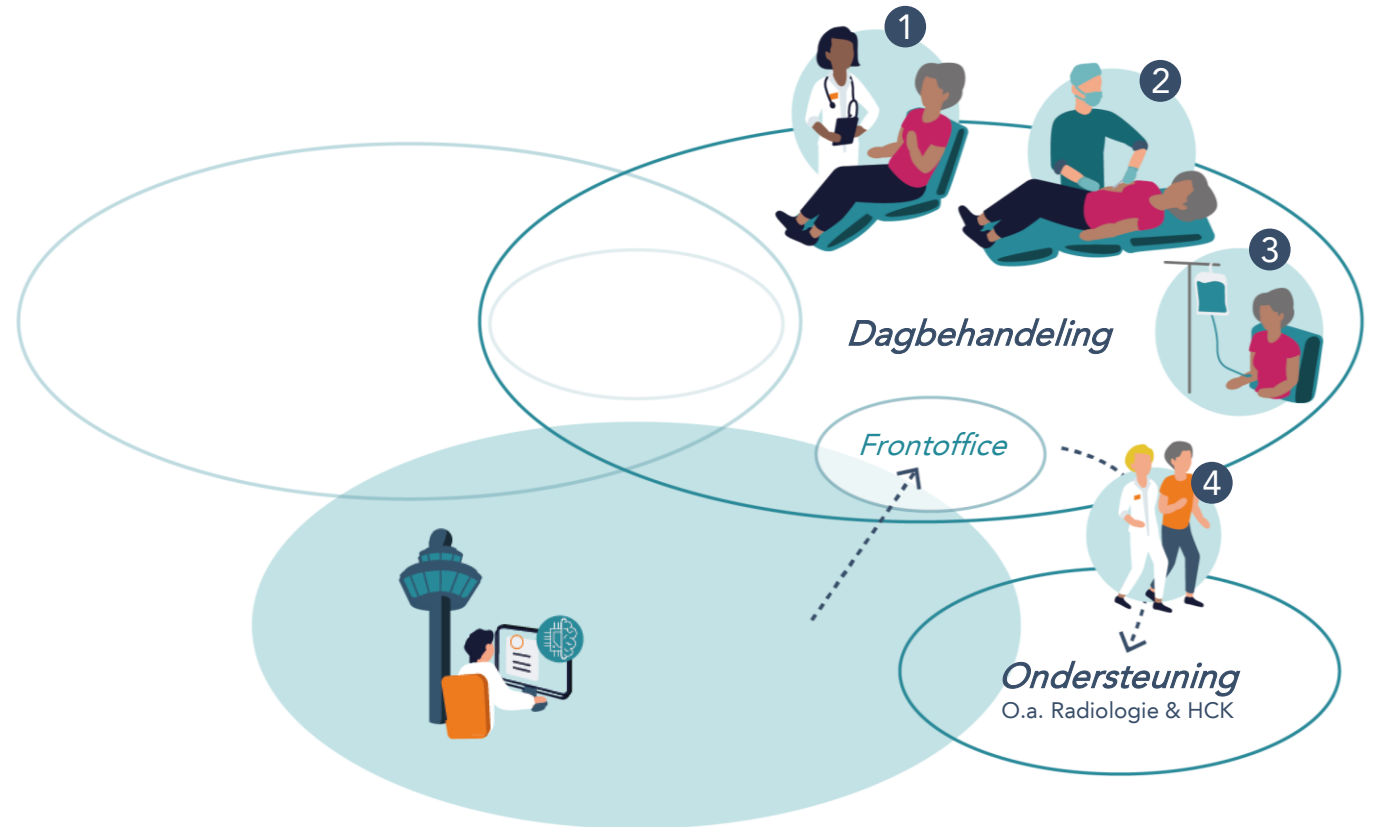 1
2
3
Dagbehandeling
Frontoffice
4
Ondersteuning
O.a. Radiologie & HCK